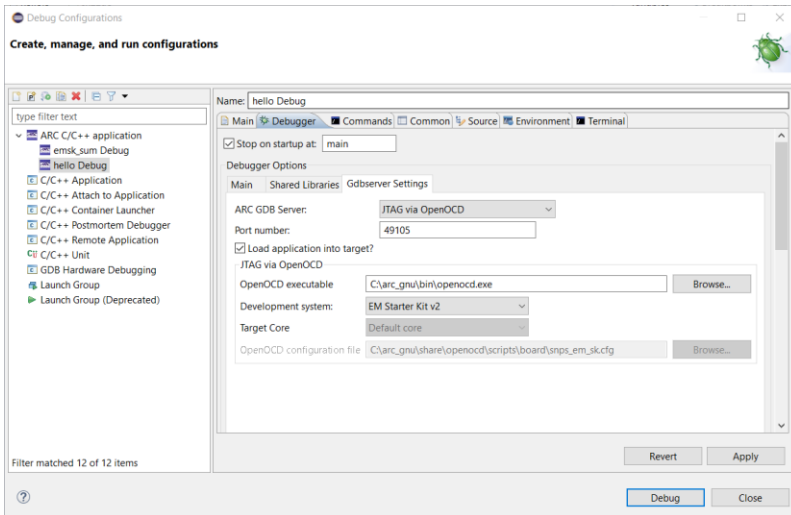 Debug Configurations
Create, manage, and run configurations
type filter text
ARC C/C++ application
emsk_sum Debug
hello Debug
C/C++ Application
C/C++ Attach to Application
C/C++ Container Launcher
C/C++ Postmortem Debugger
C/C++ Remote Application
C/C++ Unit
GDB Hardware Debugging
Launch Group
Launch Group (Deprecated)
Filter matched 12 of 12 items
Name: hello Debug
Main Debugger Commands Common Source Environment Terminal
Stop on startup at: main
Debugger Options
Main Shared Libraries Gdbserver Settings
ARC GDB Server: JTAG via OpenOCD
Port number: 49105
Load application into target?
JTAG via OpenOCD
OpenOCD executable C:\arc_gnu\bin\openocd.exe Browse...
Development system: EM Starter Kit v2
Target Core Default core
OpenOCD configuration file C:\arc_gnu\share\openocd\scripts\board\snps_em_sk.cfg Browse...
Revert Apply
Debug Close